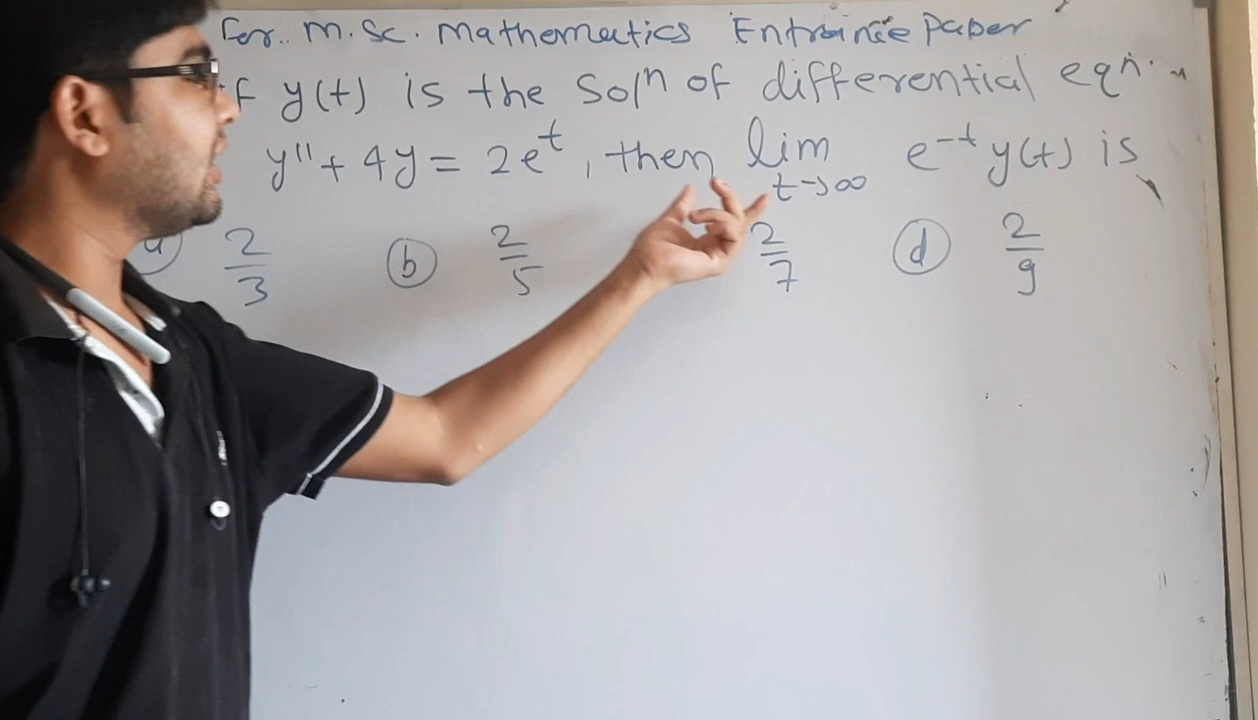 For.. M.Sc. Mathematics Entrance Paper
If y(t) is the Solⁿ of differential eqn.
y'' + 4y = 2e^t, then lim t→∞ e^-t y(t) is
(a) 2/3 (b) 2/5 2/7 (d) 2/9